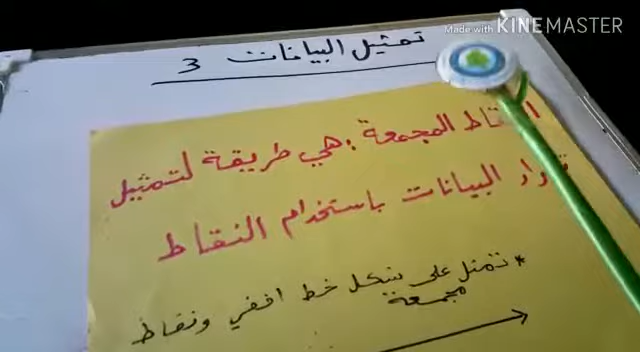 Made with KINEMASTER
تمثيل البيانات 3
المجمعة : هي طريقة لتمثيل
البيانات باستخدام النقاط
* تمثل على شكل خط افقي ونقاط
مجمعة